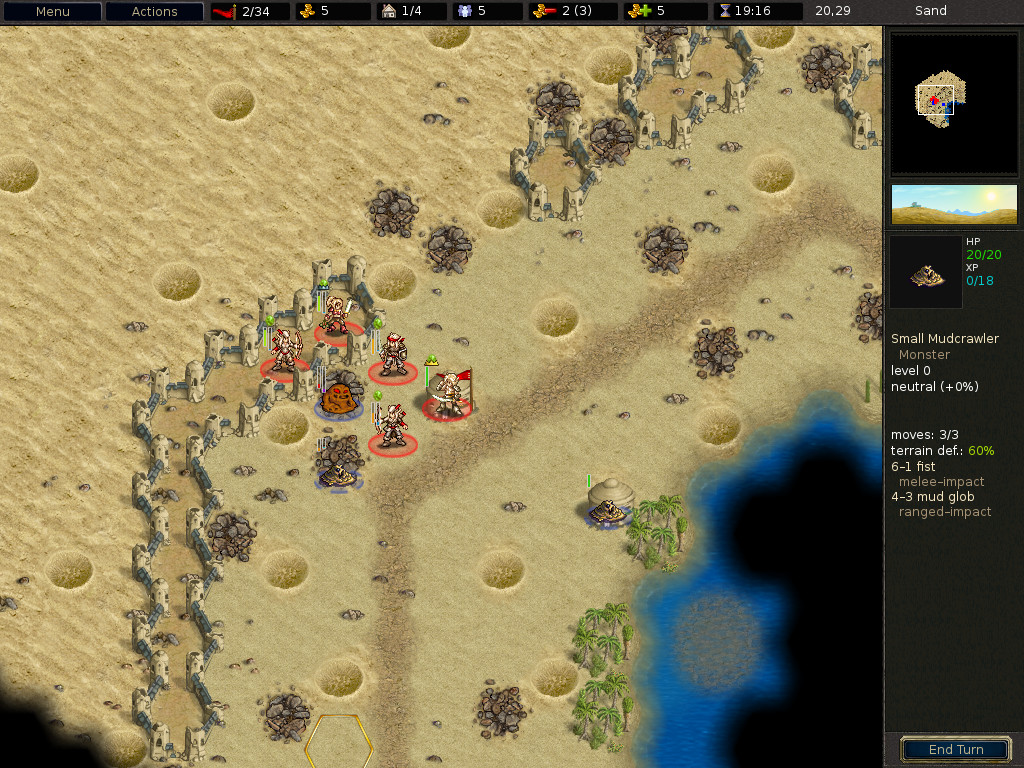 Menu Actions 2/34 5 1/4 5 2 (3) 5 19:16 20,29 Sand
HP
20/20
XP
0/18
Small Mudcrawler
Monster
level 0
neutral (+0%)
moves: 3/3
terrain def.: 60%
6–1 fist
melee–impact
4–3 mud glob
ranged–impact
End Turn